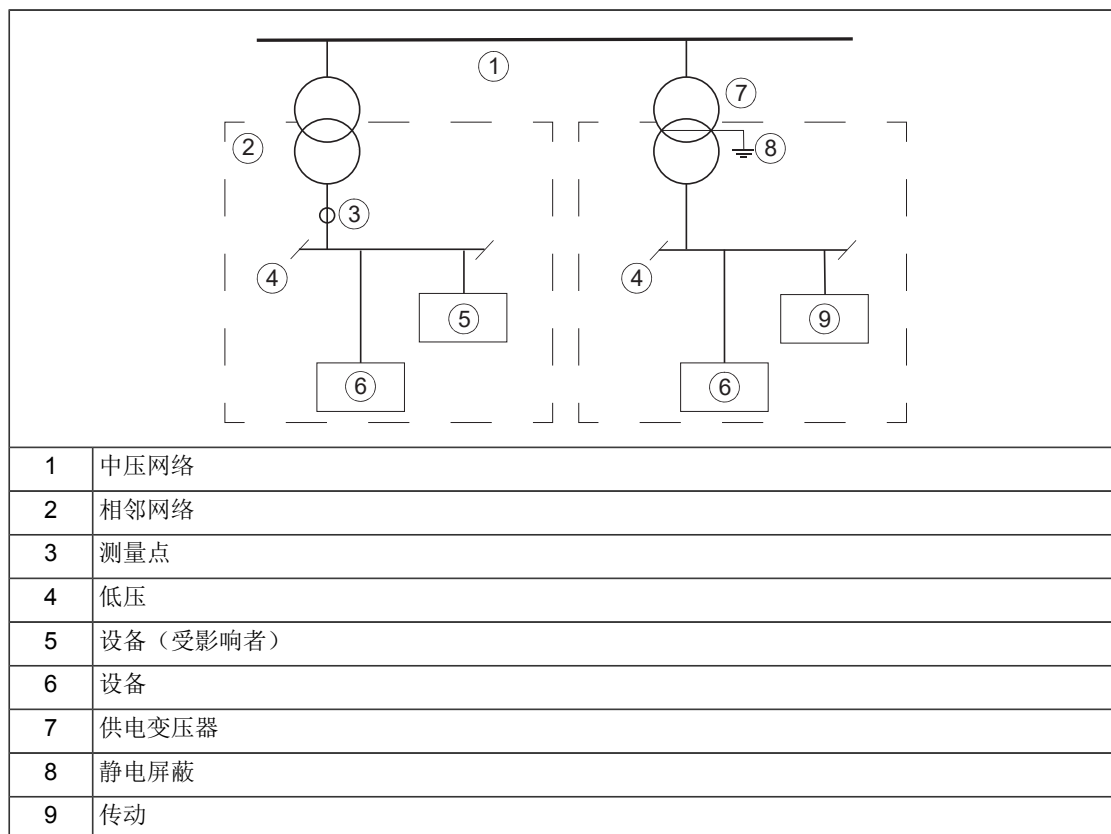 ①
⑦
②
⑧
③
④
④
⑤
⑨
⑥
⑥
1 中压网络
2 相邻网络
3 测量点
4 低压
5 设备（受影响者）
6 设备
7 供电变压器
8 静电屏蔽
9 传动